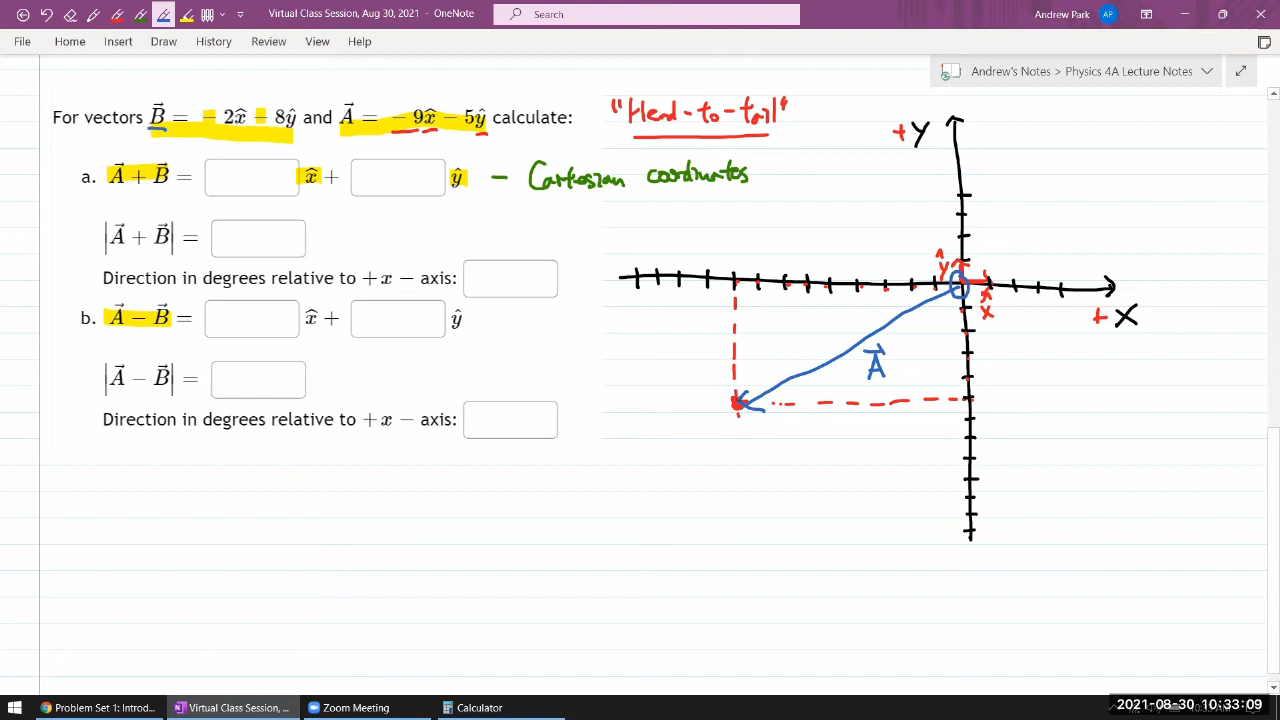 Virtual Class Session, Aug 30, 2021 - OneNote
Search
Andrew Park
AP
File Home Insert Draw History Review View Help
Andrew's Notes > Physics 4A Lecture Notes
For vectors B⃗ = − 2x̂ − 8ŷ and A⃗ = − 9x̂ − 5ŷ calculate:
"Head-to-tail"
+Y
a. A⃗ + B⃗ = x̂ + ŷ - Cartesian coordinates
|A⃗ + B⃗| =
Direction in degrees relative to + x − axis:
ŷ
x̂
+ X
b. A⃗ − B⃗ = x̂ + ŷ
A⃗
|A⃗ − B⃗| =
Direction in degrees relative to + x − axis:
Problem Set 1: Introd...
Virtual Class Session,...
Zoom Meeting
Calculator
2021-08-30 10:33:09